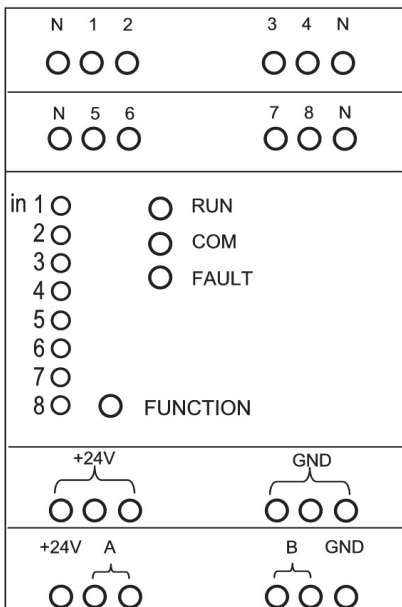 N 1 2 3 4 N
N 5 6 7 8 N
in 1 RUN
2 COM
3 FAULT
4
5
6
7
8 FUNCTION
+24V GND
+24V A B GND